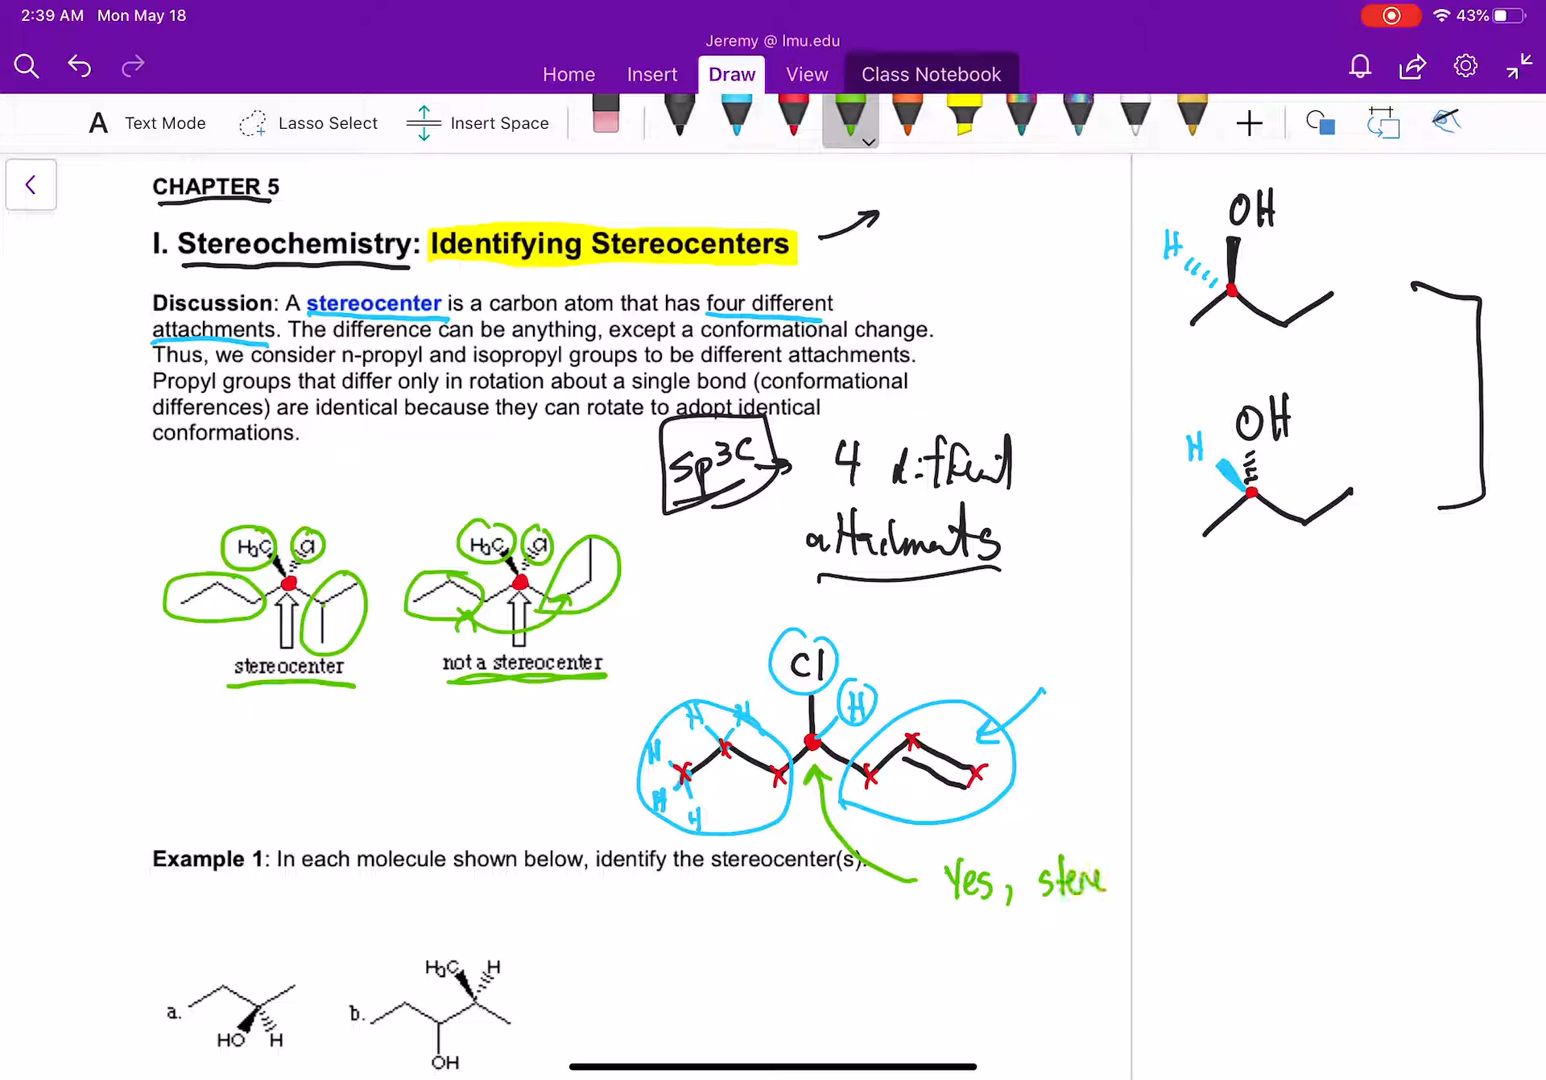 2:39 AM Mon May 18
43%
Jeremy @ lmu.edu
Home Insert Draw View Class Notebook
A Text Mode Lasso Select Insert Space
CHAPTER 5
I. Stereochemistry: Identifying Stereocenters
Discussion: A stereocenter is a carbon atom that has four different
attachments. The difference can be anything, except a conformational change.
Thus, we consider n-propyl and isopropyl groups to be different attachments.
Propyl groups that differ only in rotation about a single bond (conformational
differences) are identical because they can rotate to adopt identical
conformations.
sp3C
4 different
attachments
H3C Cl
stereocenter
H3C Cl
not a stereocenter
Cl
H
H H
H
H
H
Yes, stere
OH
H
OH
H
Example 1: In each molecule shown below, identify the stereocenter(s).
a.
HO H
b.
H3C H
OH